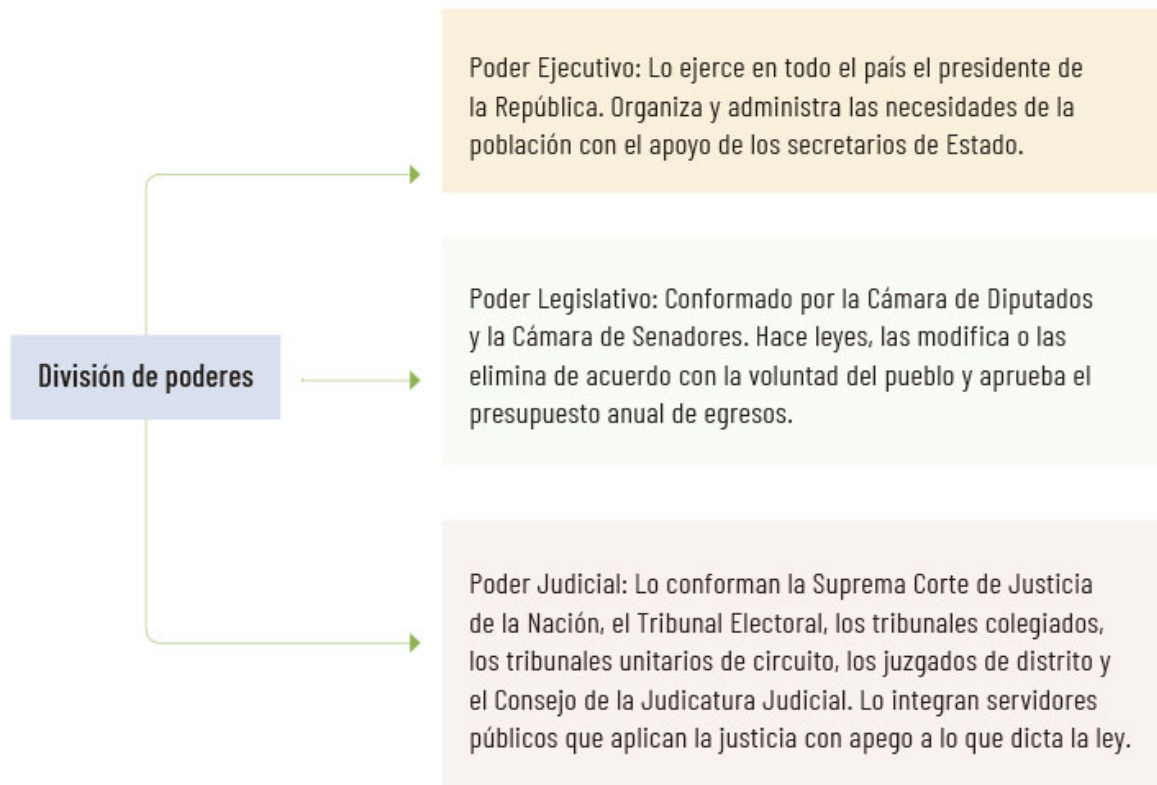 Poder Ejecutivo: Lo ejerce en todo el país el presidente de
la República. Organiza y administra las necesidades de la
población con el apoyo de los secretarios de Estado.
División de poderes
Poder Legislativo: Conformado por la Cámara de Diputados
y la Cámara de Senadores. Hace leyes, las modifica o las
elimina de acuerdo con la voluntad del pueblo y aprueba el
presupuesto anual de egresos.
Poder Judicial: Lo conforman la Suprema Corte de Justicia
de la Nación, el Tribunal Electoral, los tribunales colegiados,
los tribunales unitarios de circuito, los juzgados de distrito y
el Consejo de la Judicatura Judicial. Lo integran servidores
públicos que aplican la justicia con apego a lo que dicta la ley.